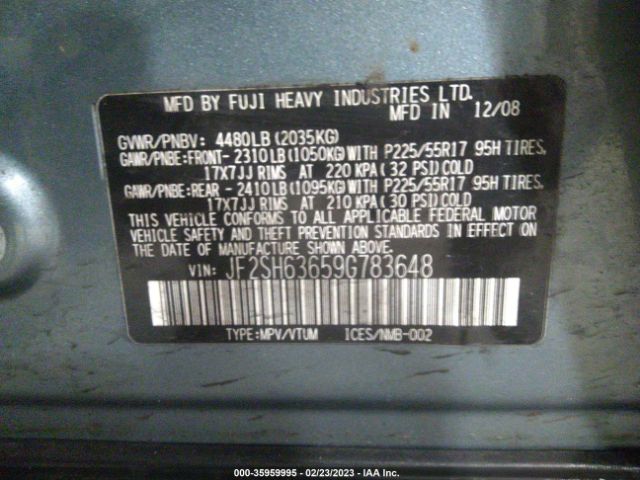 MFD BY FUJI HEAVY INDUSTRIES LTD.
MFD IN 12/08
GVWR/PNBV: 4480LB(2035KG)
GAWR/PNBE:FRONT-2310LB(1050KG)WITH P225/55R17 95H TIRES,
17X7JJ RIMS AT 220KPA(32 PSI)COLD
GAWR/PNBE:REAR -2410LB(1095KG)WITH P225/55R17 95H TIRES,
17X7JJ RIMS AT 210KPA(30 PSI)COLD
THIS VEHICLE CONFORMS TO ALL APPLICABLE FEDERAL MOTOR
VEHICLE SAFETY AND THEFT PREVENTION STANDARDS IN EFFECT ON
THE DATE OF MANUFACTURE SHOWN ABOVE.
VIN: JF2SH63659G783648
TYPE:MPV/VTUM ICES/NMB-002
000-35959995 - 02/23/2023 - IAA Inc.